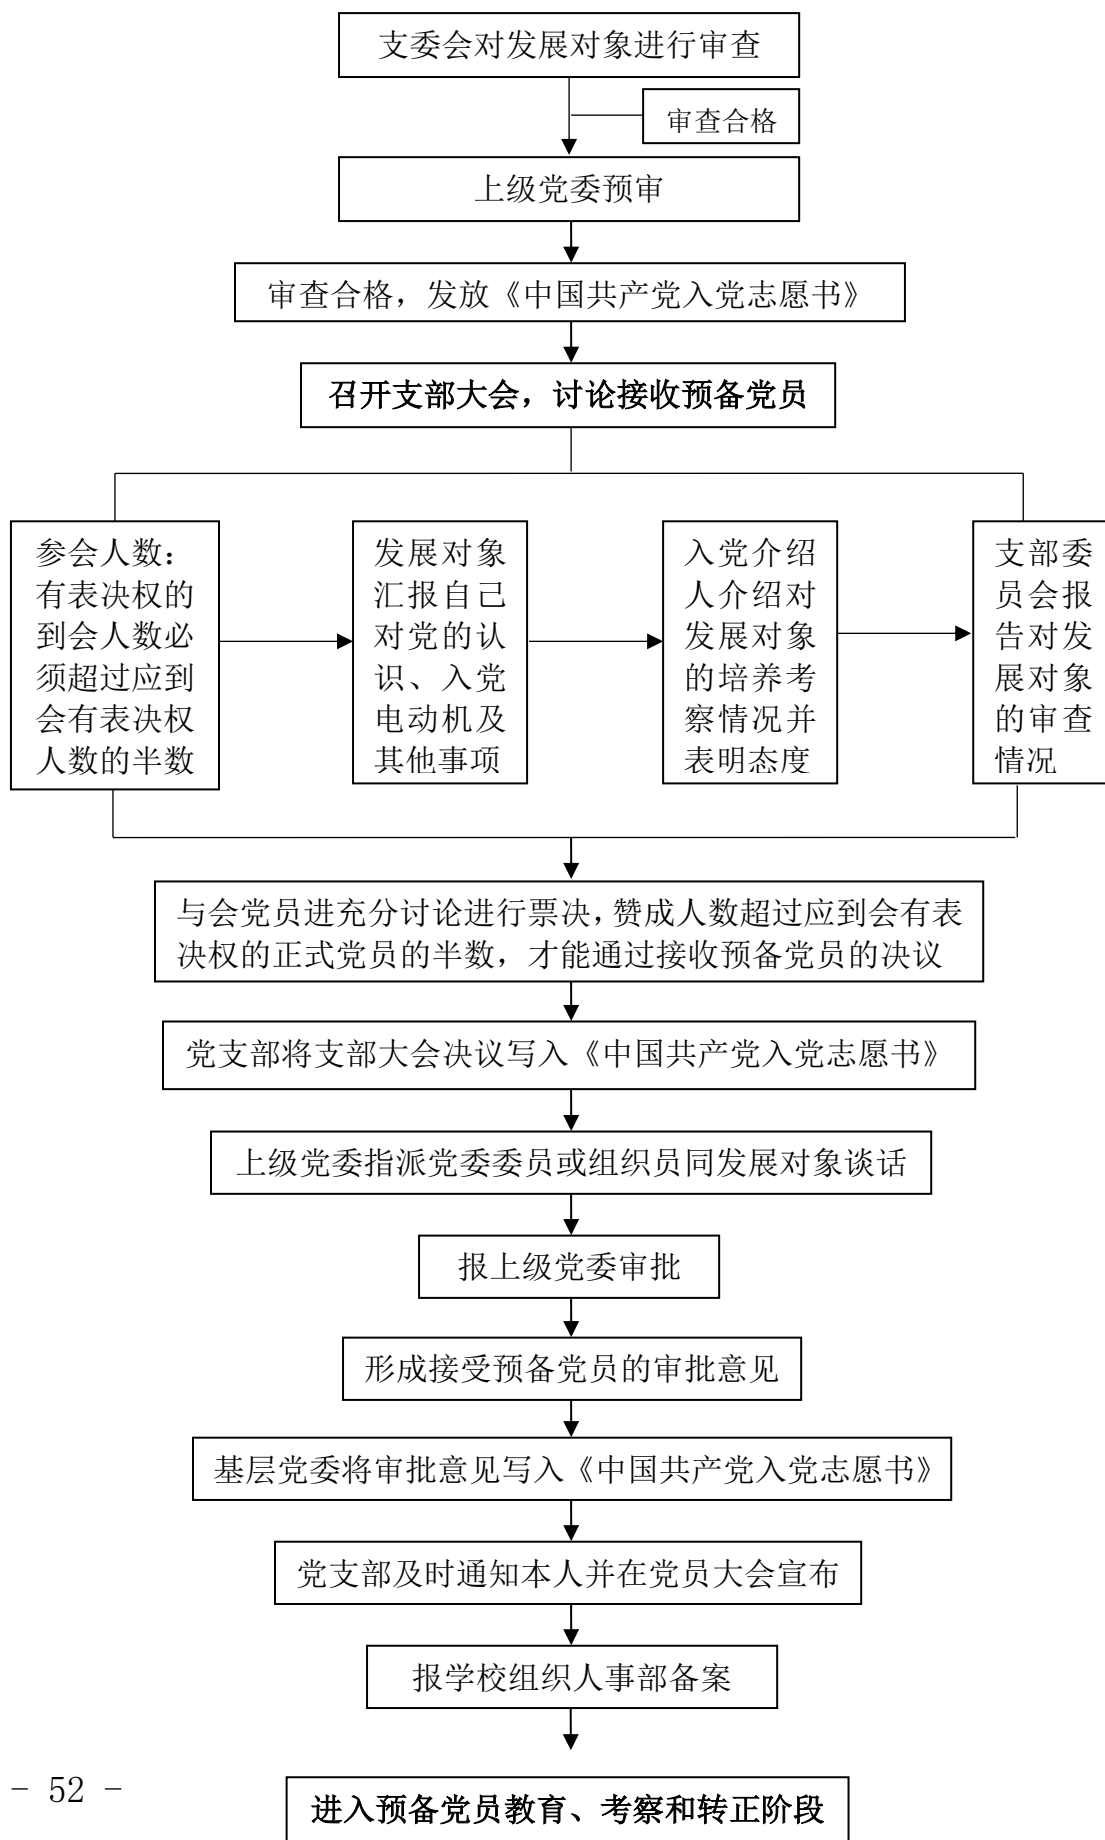 支委会对发展对象进行审查
审查合格
上级党委预审
审查合格，发放《中国共产党入党志愿书》
召开支部大会，讨论接收预备党员
参会人数：
有表决权的
到会人数必
须超过应到
会有表决权
人数的半数
发展对象
汇报自己
对党的认
识、入党
电动机及
其他事项
入党介绍
人介绍对
发展对象
的培养考
察情况并
表明态度
支部委
员会报
告对发
展对象
的审查
情况
与会党员进充分讨论进行票决，赞成人数超过应到会有表
决权的正式党员的半数，才能通过接收预备党员的决议
党支部将支部大会决议写入《中国共产党入党志愿书》
上级党委指派党委委员或组织员同发展对象谈话
报上级党委审批
形成接受预备党员的审批意见
基层党委将审批意见写入《中国共产党入党志愿书》
党支部及时通知本人并在党员大会宣布
报学校组织人事部备案
- 52 -
进入预备党员教育、考察和转正阶段